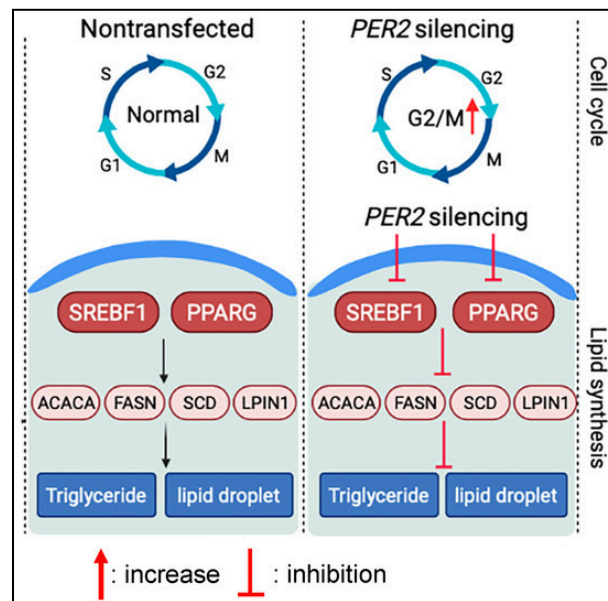 Nontransfected
PER2 silencing
S
G2
Normal
G1
M
S
G2
G2/M
G1
M
Cell cycle
PER2 silencing
SREBF1
PPARG
SREBF1
PPARG
ACACA
FASN
SCD
LPIN1
ACACA
FASN
SCD
LPIN1
Triglyceride
lipid droplet
Triglyceride
lipid droplet
Lipid synthesis
: increase
: inhibition